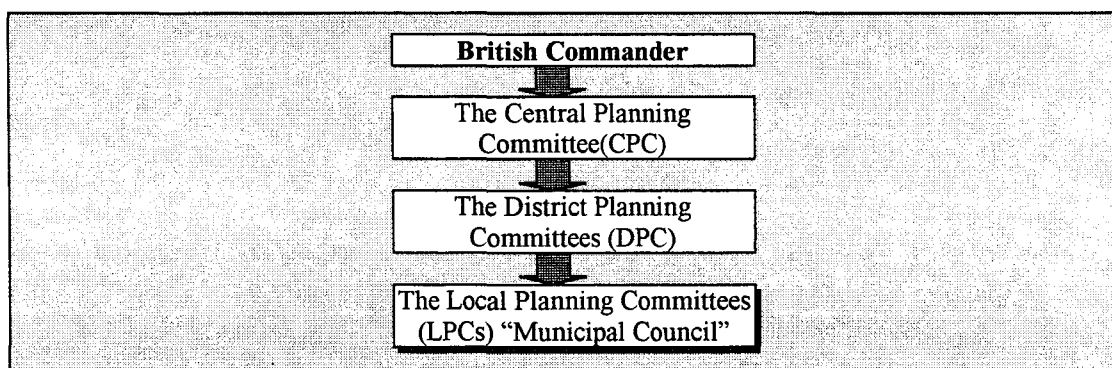 British Commander
The Central Planning
Committee(CPC)
The District Planning
Committees (DPC)
The Local Planning Committees
(LPCs) “Municipal Council”